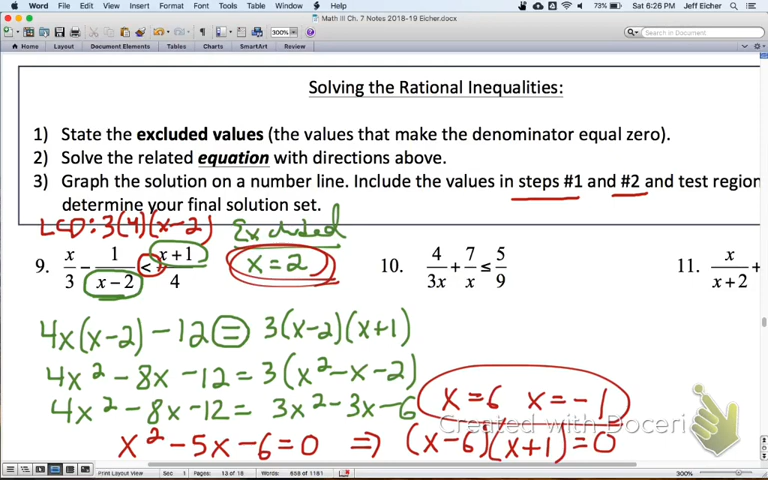 Word File Edit View Insert Format Font Tools Table Window Help 73% Sat 6:26 PM Jeff Eicher
Math III Ch. 7 Notes 2018-19 Eicher.docx
300% Search in Document
Home Layout Document Elements Tables Charts SmartArt Review
Solving the Rational Inequalities:
1) State the excluded values (the values that make the denominator equal zero).
2) Solve the related equation with directions above.
3) Graph the solution on a number line. Include the values in steps #1 and #2 and test region
determine your final solution set.
LCD: 3(4)(x-2) Excluded
9. x/3 − 1/(x−2) < (x+1)/4 x = 2 10. 4/3x + 7/x ≤ 5/9 11. x/(x+2) +
4x(x-2) - 12 = 3(x-2)(x+1)
4x² - 8x - 12 = 3(x² - x - 2)
4x² - 8x - 12 = 3x² - 3x - 6 x = 6 x = -1
Created with Doceri
x² - 5x - 6 = 0 ⇒ (x-6)(x+1) = 0
Print Layout View Sec 1 Pages: 13 of 18 Words: 658 of 1181 300%